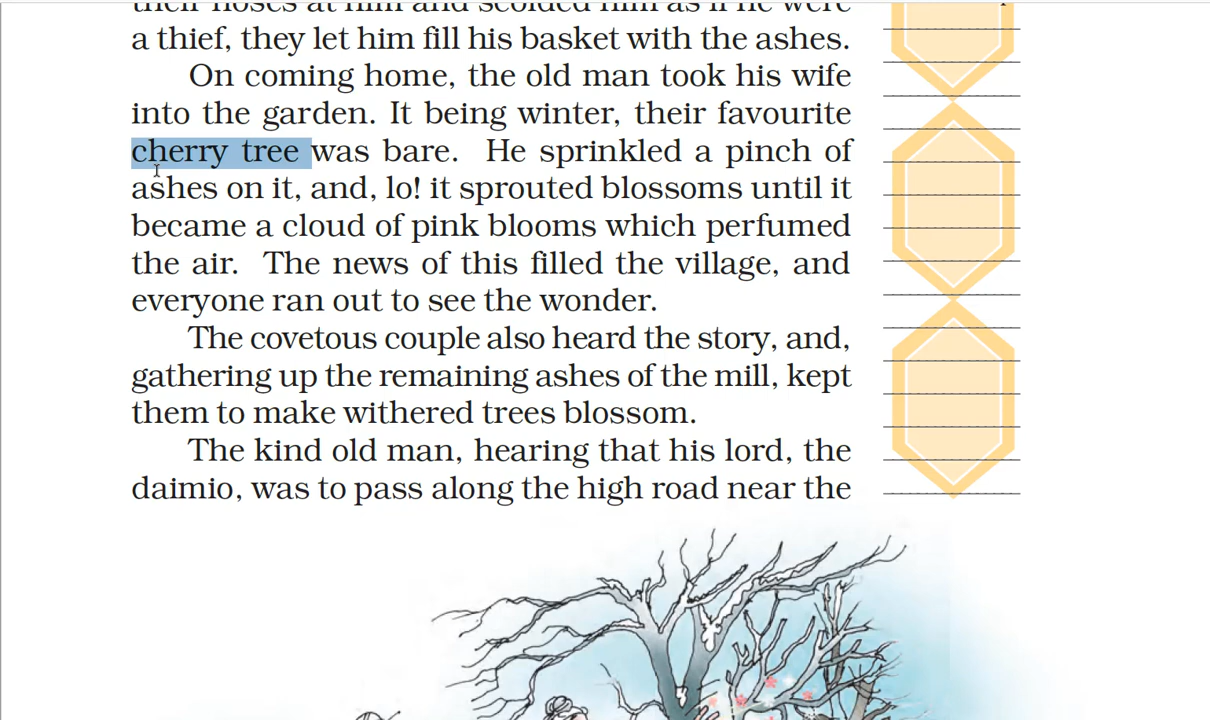 their noses at him and scolded him as if he were
a thief, they let him fill his basket with the ashes.
On coming home, the old man took his wife
into the garden. It being winter, their favourite
cherry tree was bare. He sprinkled a pinch of
ashes on it, and, lo! it sprouted blossoms until it
became a cloud of pink blooms which perfumed
the air. The news of this filled the village, and
everyone ran out to see the wonder.
The covetous couple also heard the story, and,
gathering up the remaining ashes of the mill, kept
them to make withered trees blossom.
The kind old man, hearing that his lord, the
daimio, was to pass along the high road near the